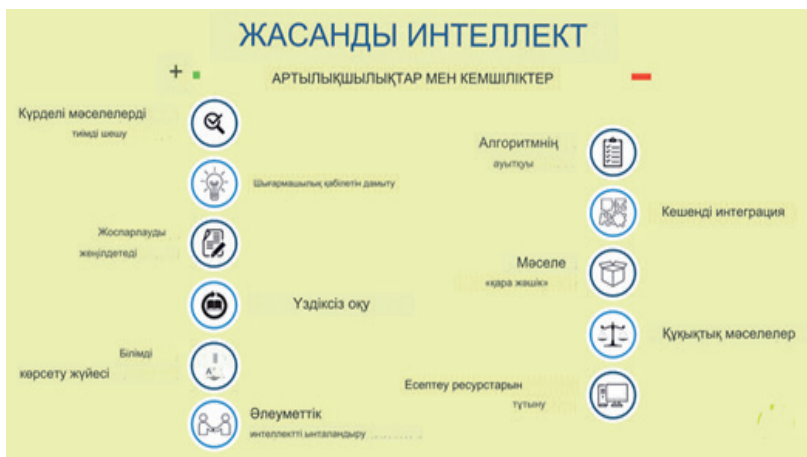 ЖАСАНДЫ ИНТЕЛЛЕКТ
+
АРТЫЛЫҚШЫЛЫҚТАР МЕН КЕМШІЛІКТЕР
Күрделі мәселелерді
тиімді шешу
Шығармашылық қабілетін дамыту
Жоспарлауды
жеңілдетеді
Үздіксіз оқу
Білімді
көрсету жүйесі
Әлеуметтік
интеллектті ынталандыру
Алгоритмнің
ауытқуы
Кешенді интеграция
Мәселе
«қара жәшік»
Құқықтық мәселелер
Есептеу ресурстарын
тұтыну